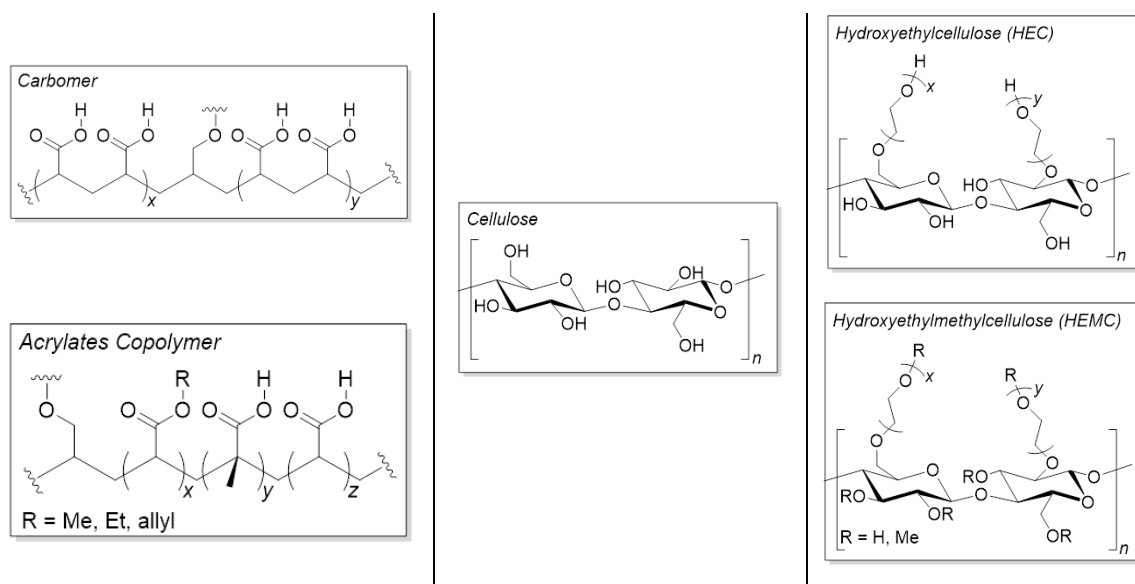 Carbomer
H H H H
O O O O O O O O O
x y
Acrylates Copolymer
R H H
O O O O O O O
x y z
R = Me, Et, allyl
Cellulose
OH
O HO OH O
HO OH O O
OH
n
Hydroxyethylcellulose (HEC)
H
O x H
O y
O O
O HO O
HO OH O O
OH
n
Hydroxyethylmethylcellulose (HEMC)
R
O x R
O y
O O
O RO O
RO OR O O
R = H, Me OR
n